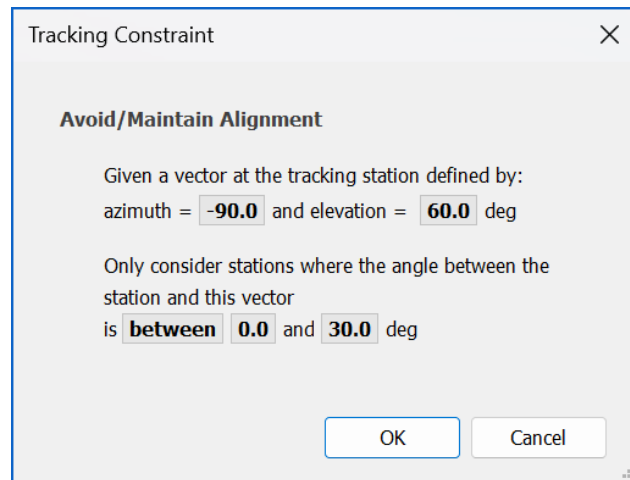 Tracking Constraint
Avoid/Maintain Alignment
Given a vector at the tracking station defined by:
azimuth = -90.0 and elevation = 60.0 deg
Only consider stations where the angle between the
station and this vector
is between 0.0 and 30.0 deg
OK Cancel